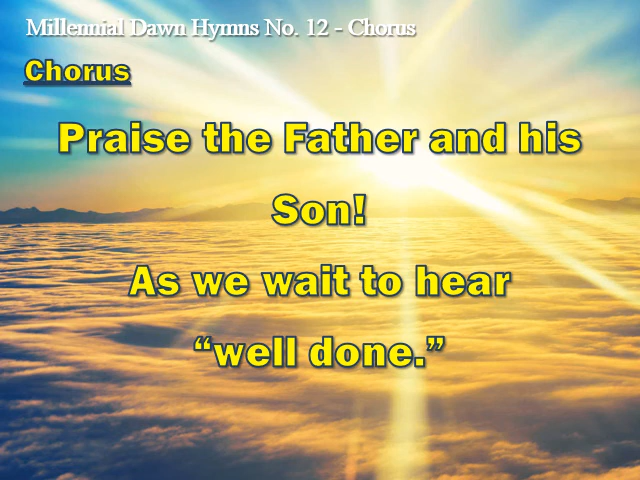 Millennial Dawn Hymns No. 12 - Chorus
Chorus
Praise the Father and his
Son!
As we wait to hear
“well done.”